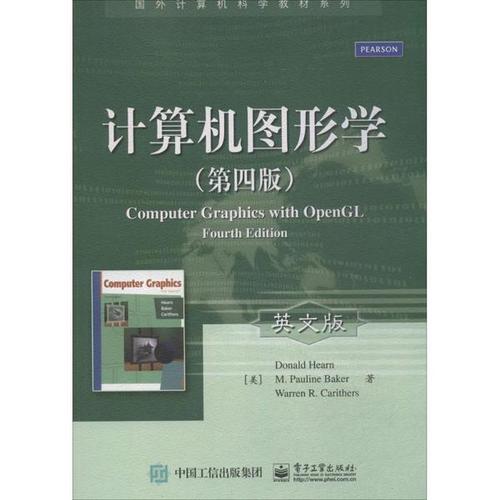 国外计算机科学教材系列
PEARSON
计算机图形学
（第四版）
Computer Graphics with OpenGL
Fourth Edition
Computer Graphics
Hearn
Baker
Carithers
英文版
Donald Hearn
［美］ M. Pauline Baker 著
Warren R. Carithers
中国工信出版集团
电子工业出版社